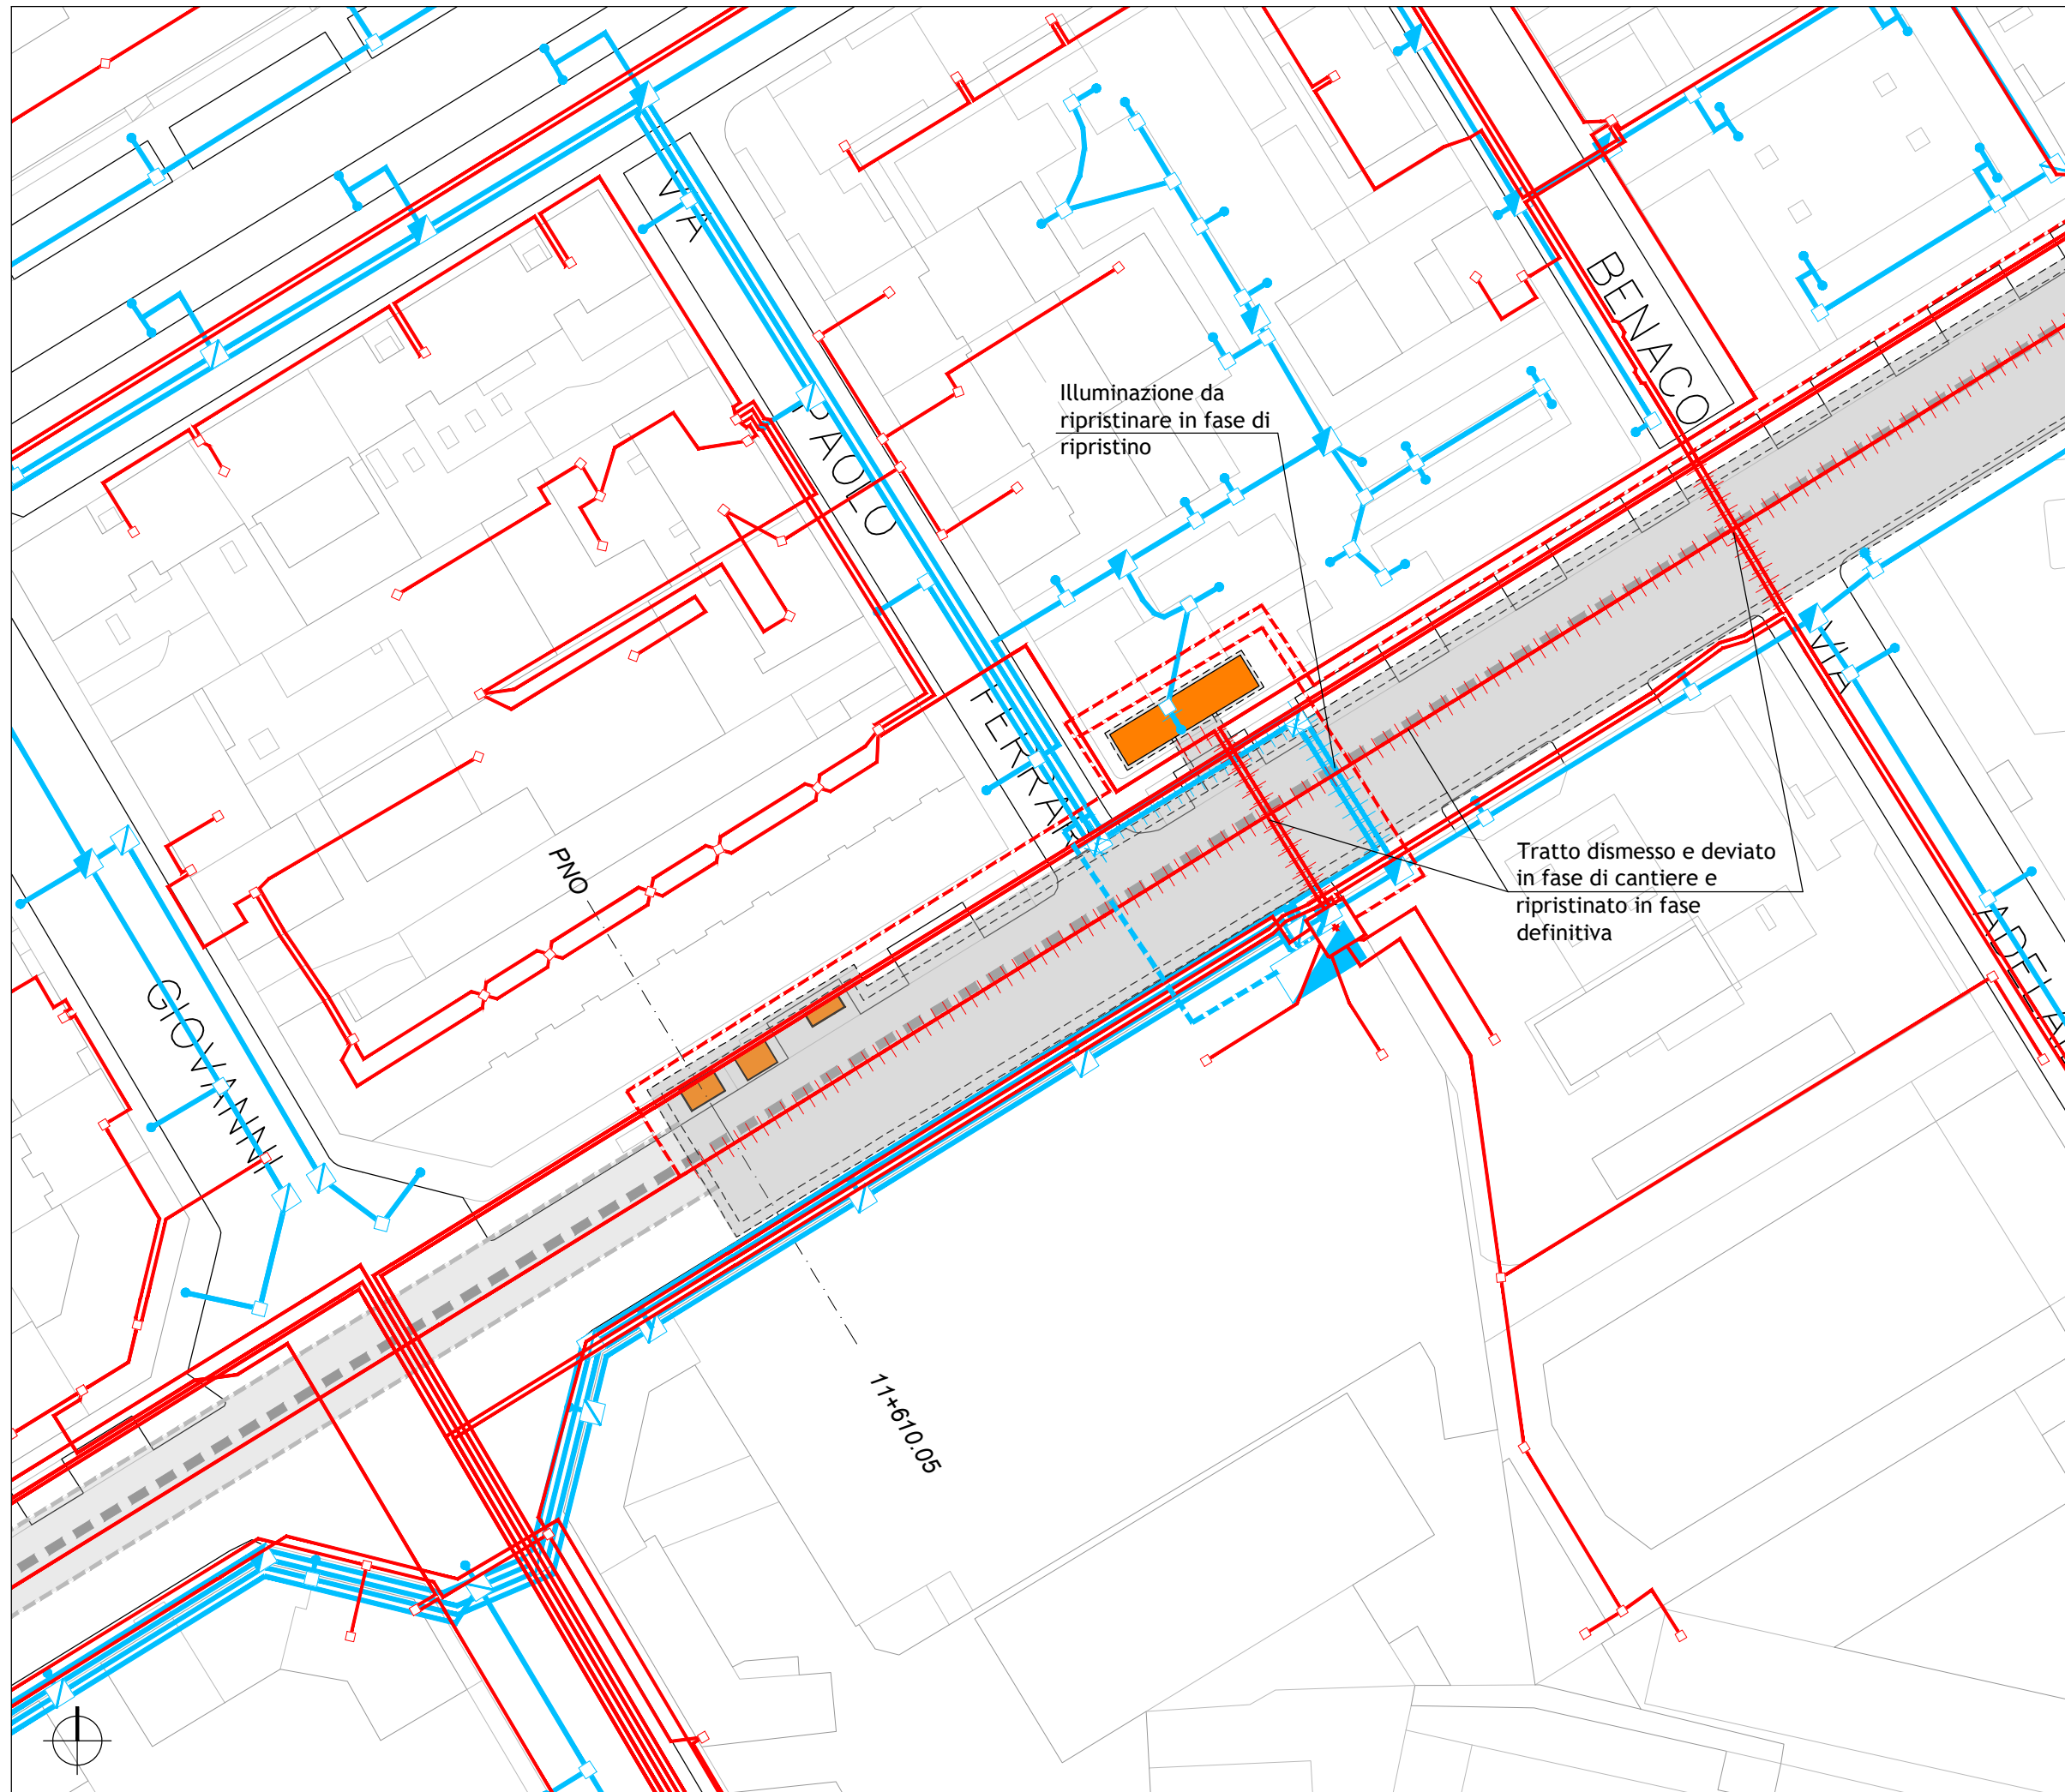 VIA
PAOLO
FERRARI
BENACO
Illuminazione da
ripristinare in fase di
ripristino
VIA
ADELAI
Tratto dismesso e deviato
in fase di cantiere e
ripristinato in fase
definitiva
PNO
11+610.05
GIOVANNI